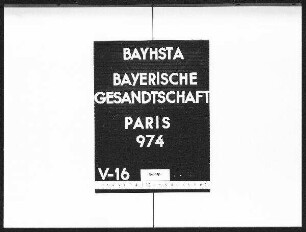 BAYHSTA
BAYERISCHE
GESANDTSCHAFT
PARIS
974
V-16